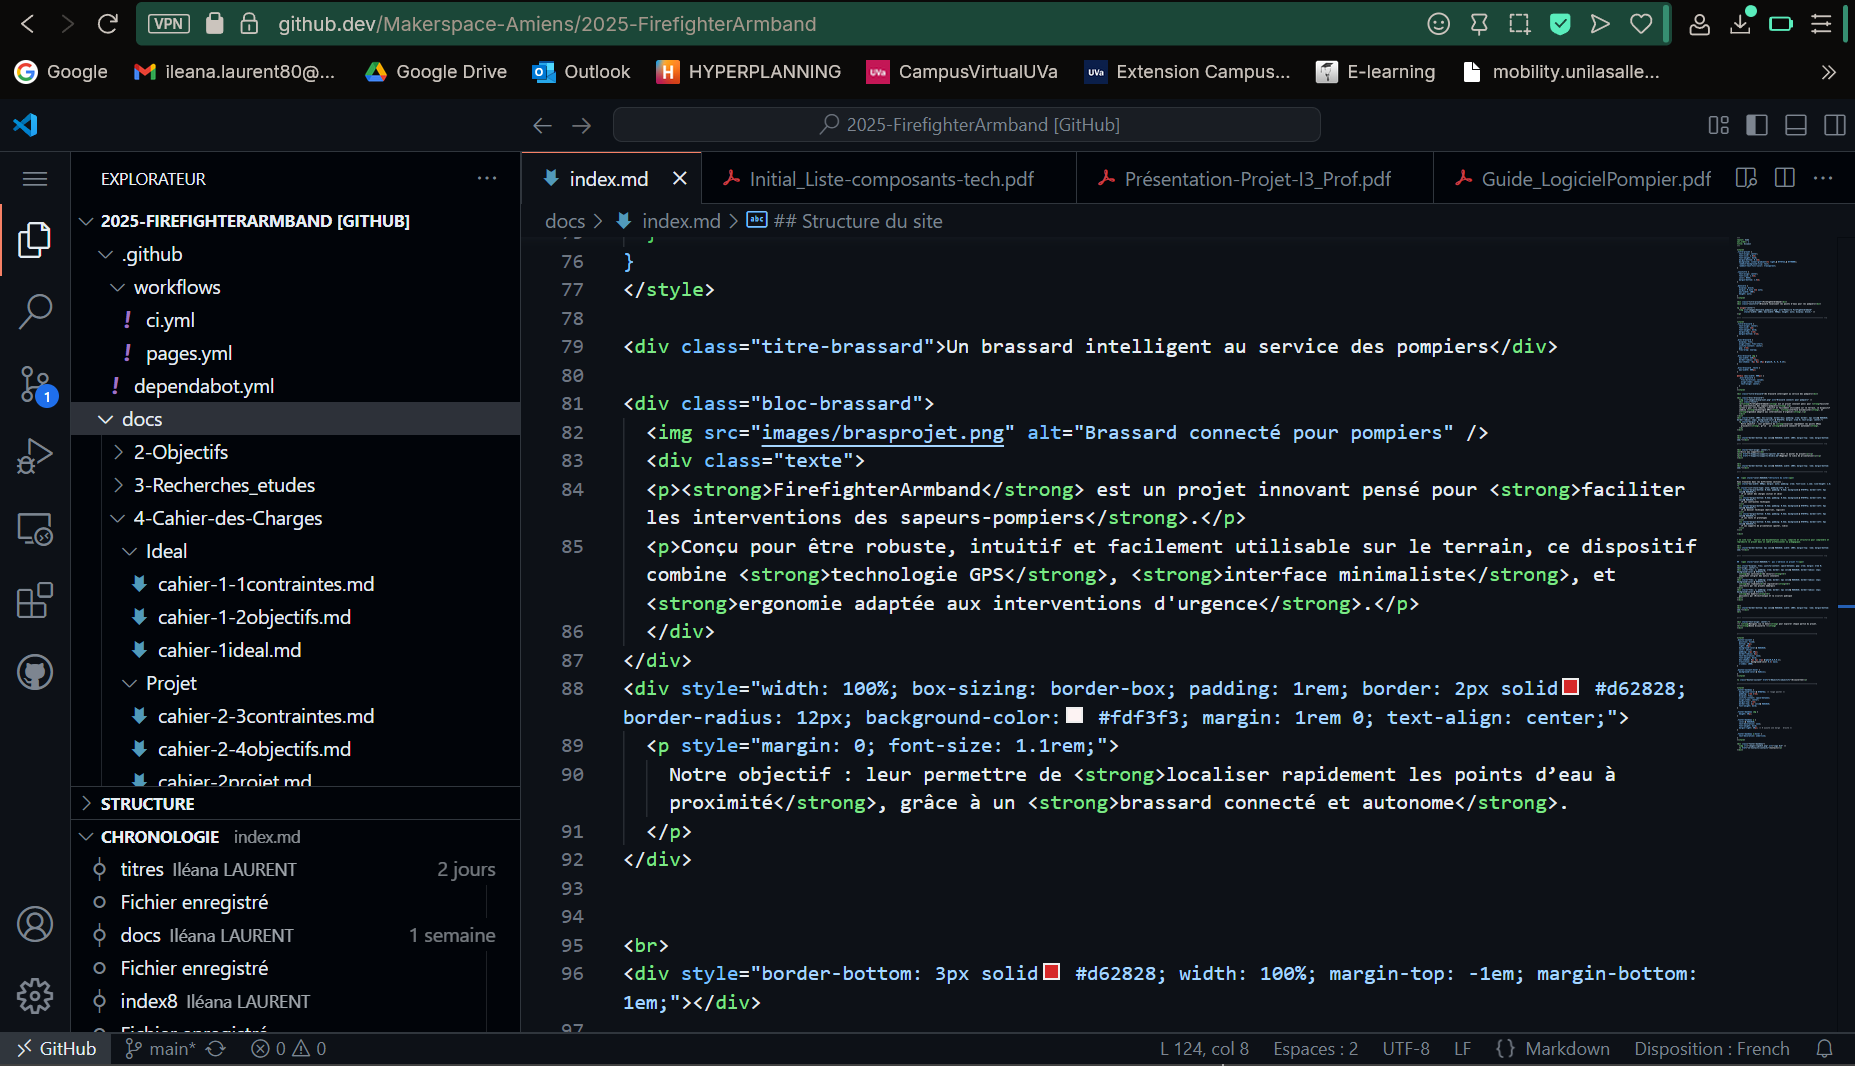 VPN github.dev/Makerspace-Amiens/2025-FirefighterArmband
Google ileana.laurent80@... Google Drive Outlook HYPERPLANNING CampusVirtualUVa Extension Campus... E-learning mobility.unilasalle...
2025-FirefighterArmband [GitHub]
EXPLORATEUR
2025-FIREFIGHTERARMBAND [GITHUB]
.github
workflows
ci.yml
pages.yml
dependabot.yml
docs
2-Objectifs
3-Recherches_etudes
4-Cahier-des-Charges
Ideal
cahier-1-1contraintes.md
cahier-1-2objectifs.md
cahier-1ideal.md
Projet
cahier-2-3contraintes.md
cahier-2-4objectifs.md
cahier-2projet.md
STRUCTURE
CHRONOLOGIE index.md
titres Iléana LAURENT 2 jours
Fichier enregistré
docs Iléana LAURENT 1 semaine
Fichier enregistré
index8 Iléana LAURENT
Fichier enregistré
1
index.md Initial_Liste-composants-tech.pdf Présentation-Projet-I3_Prof.pdf Guide_LogicielPompier.pdf
docs > index.md > abc ## Structure du site
75 }
76 }
77 </style>
78
79 <div class="titre-brassard">Un brassard intelligent au service des pompiers</div>
80
81 <div class="bloc-brassard">
82 <img src="images/brasprojet.png" alt="Brassard connecté pour pompiers" />
83 <div class="texte">
84 <p><strong>FirefighterArmband</strong> est un projet innovant pensé pour <strong>faciliter
les interventions des sapeurs-pompiers</strong>.</p>
85 <p>Conçu pour être robuste, intuitif et facilement utilisable sur le terrain, ce dispositif
combine <strong>technologie GPS</strong>, <strong>interface minimaliste</strong>, et
<strong>ergonomie adaptée aux interventions d'urgence</strong>.</p>
86 </div>
87 </div>
88 <div style="width: 100%; box-sizing: border-box; padding: 1rem; border: 2px solid #d62828;
border-radius: 12px; background-color: #fdf3f3; margin: 1rem 0; text-align: center;">
89 <p style="margin: 0; font-size: 1.1rem;">
90 Notre objectif : leur permettre de <strong>localiser rapidement les points d’eau à
proximité</strong>, grâce à un <strong>brassard connecté et autonome</strong>.
91 </p>
92 </div>
93
94
95 <br>
96 <div style="border-bottom: 3px solid #d62828; width: 100%; margin-top: -1em; margin-bottom:
1em;"></div>
97
GitHub main* 0 0 L 124, col 8 Espaces : 2 UTF-8 LF {} Markdown Disposition : French